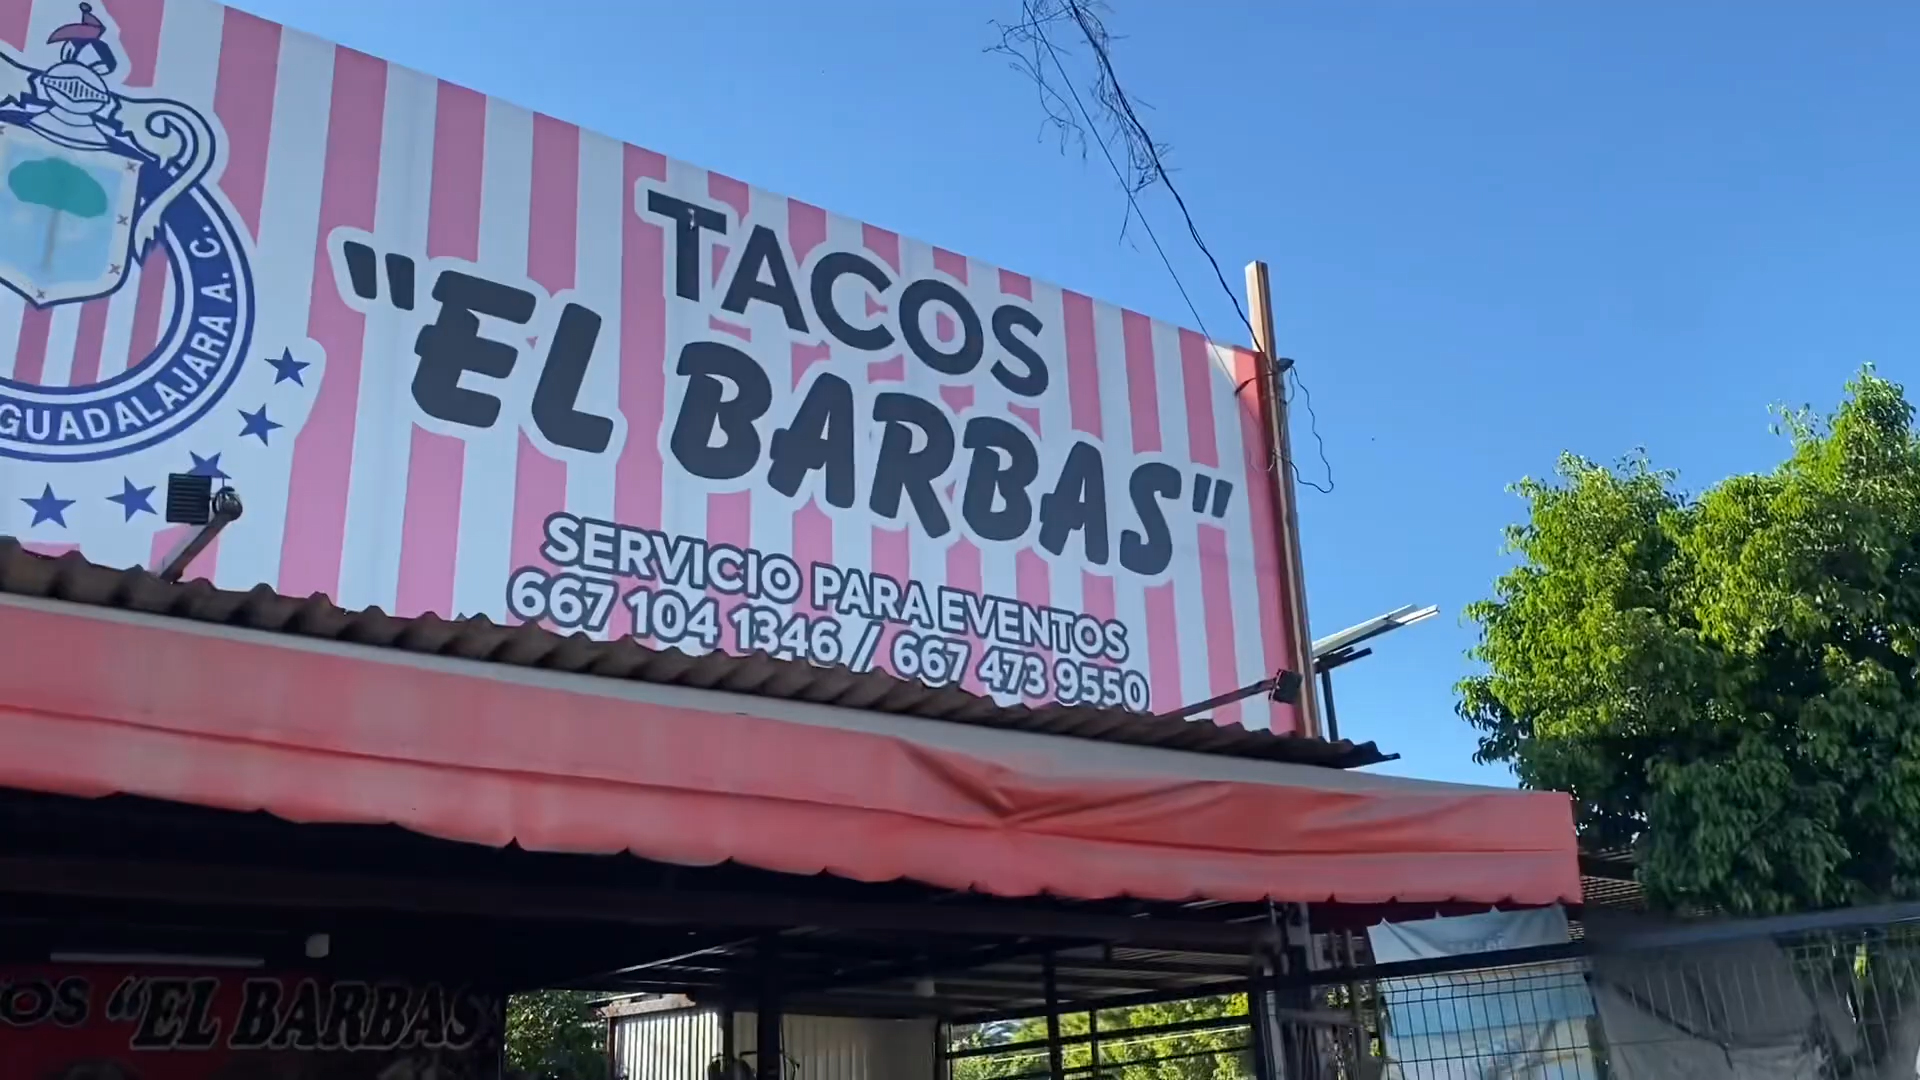 GUADALAJARA A. C.
TACOS
"EL BARBAS"
SERVICIO PARA EVENTOS
667 104 1346 / 667 473 9550
"EL BARBAS